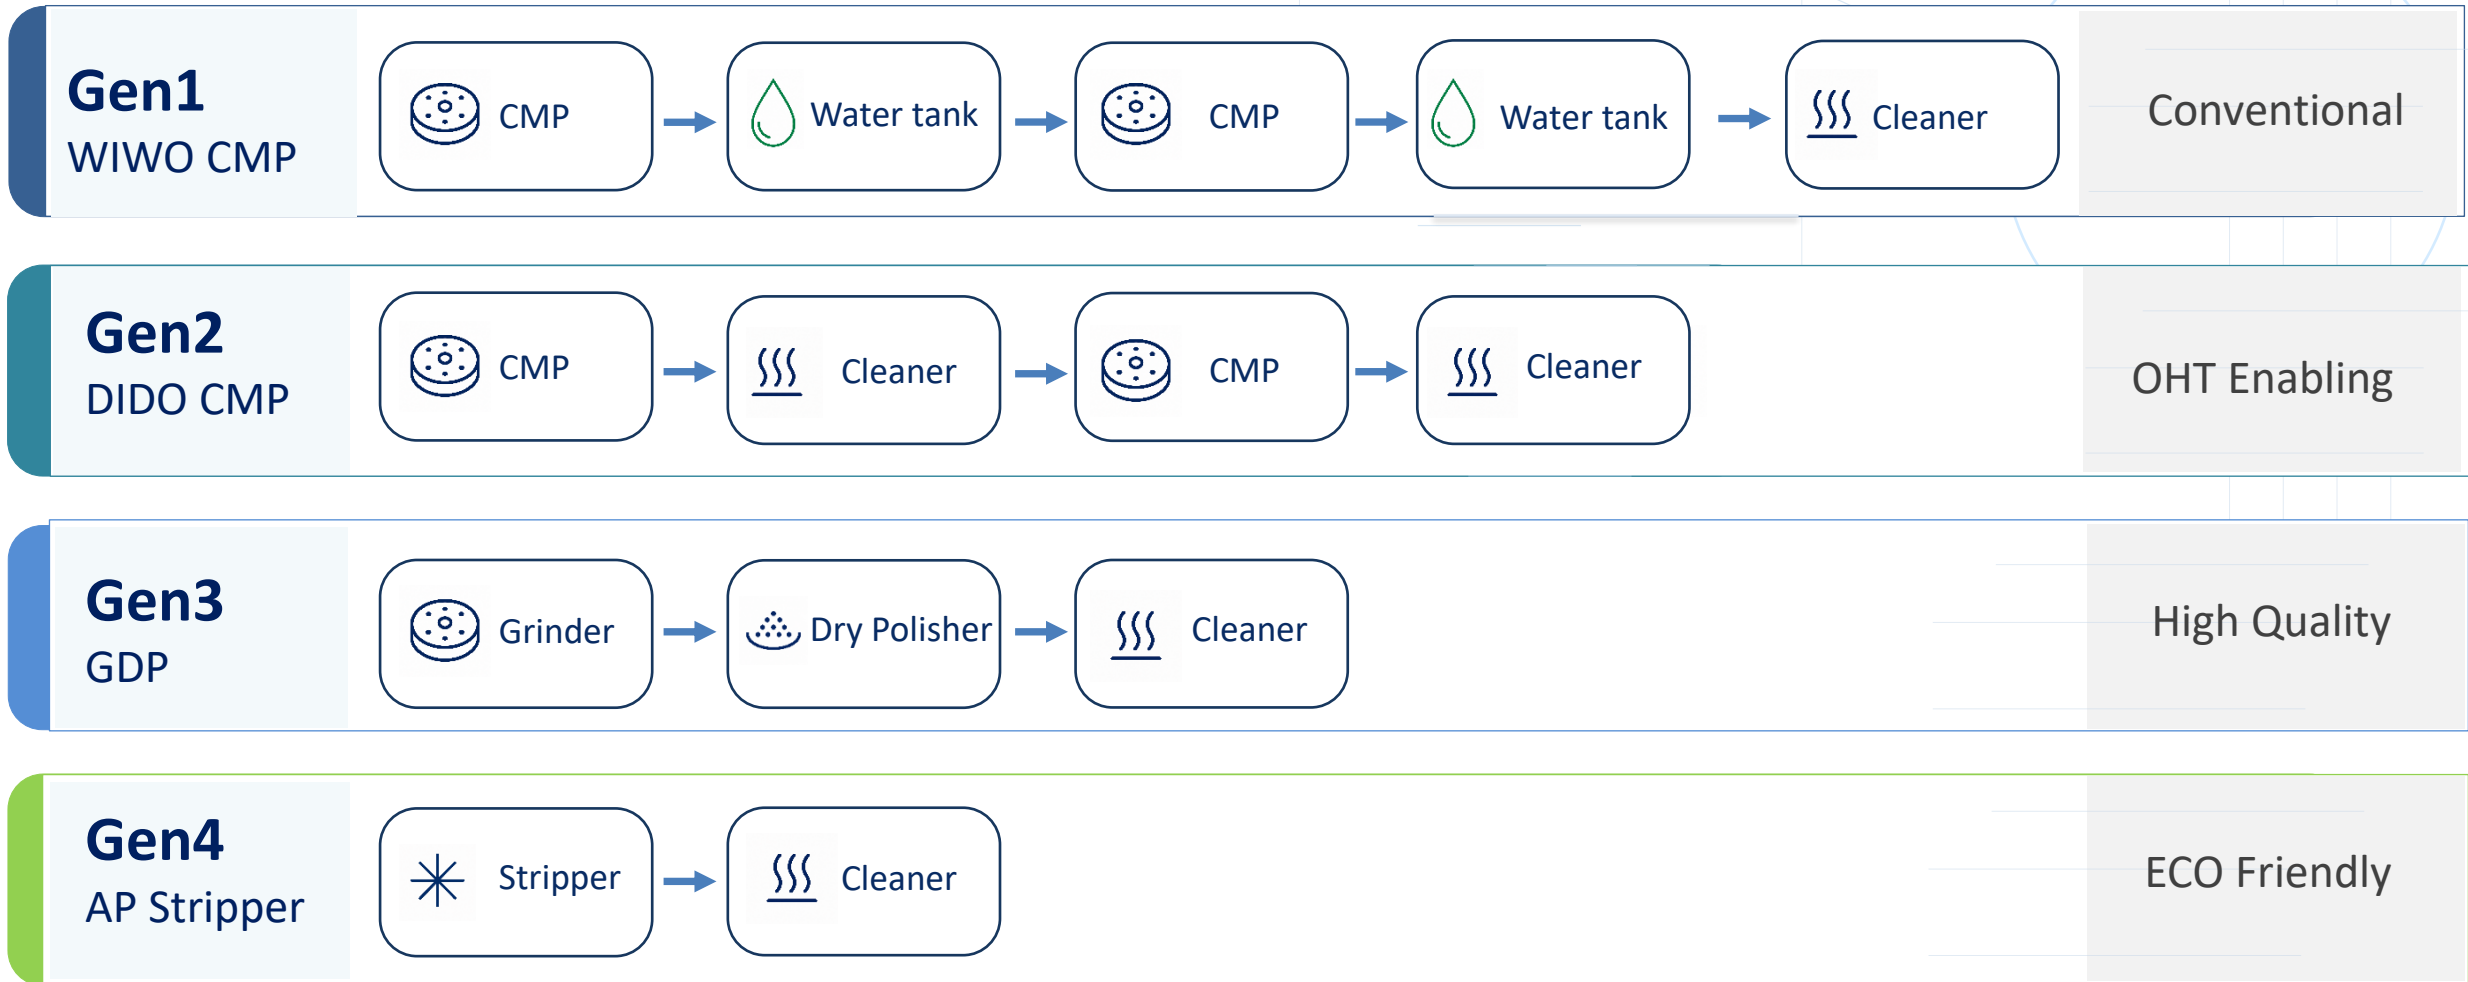 Gen1
WIWO CMP
CMP
Water tank
CMP
Water tank
Cleaner
Conventional
Gen2
DIDO CMP
CMP
Cleaner
CMP
Cleaner
OHT Enabling
Gen3
GDP
Grinder
Dry Polisher
Cleaner
High Quality
Gen4
AP Stripper
Stripper
Cleaner
ECO Friendly